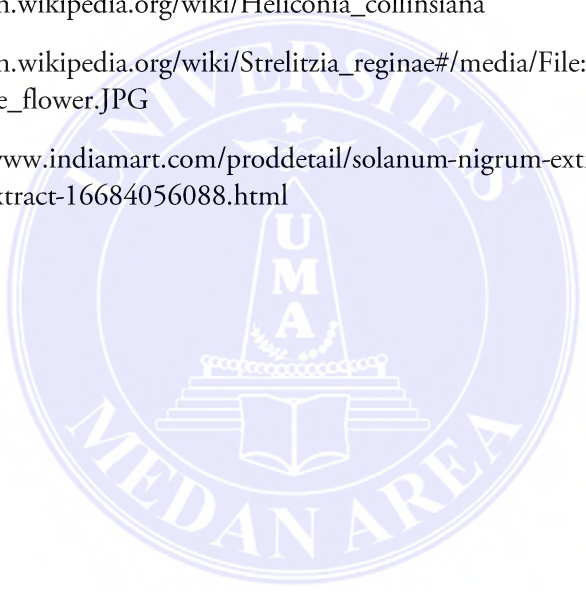 n.wikipedia.org/wiki/Heliconia_collinsiana
n.wikipedia.org/wiki/Strelitzia_reginae#/media/File:
e_flower.JPG
www.indiamart.com/proddetail/solanum-nigrum-ext
xtract-16684056088.html
UNIVERSITAS
U
M
A
MEDAN AREA